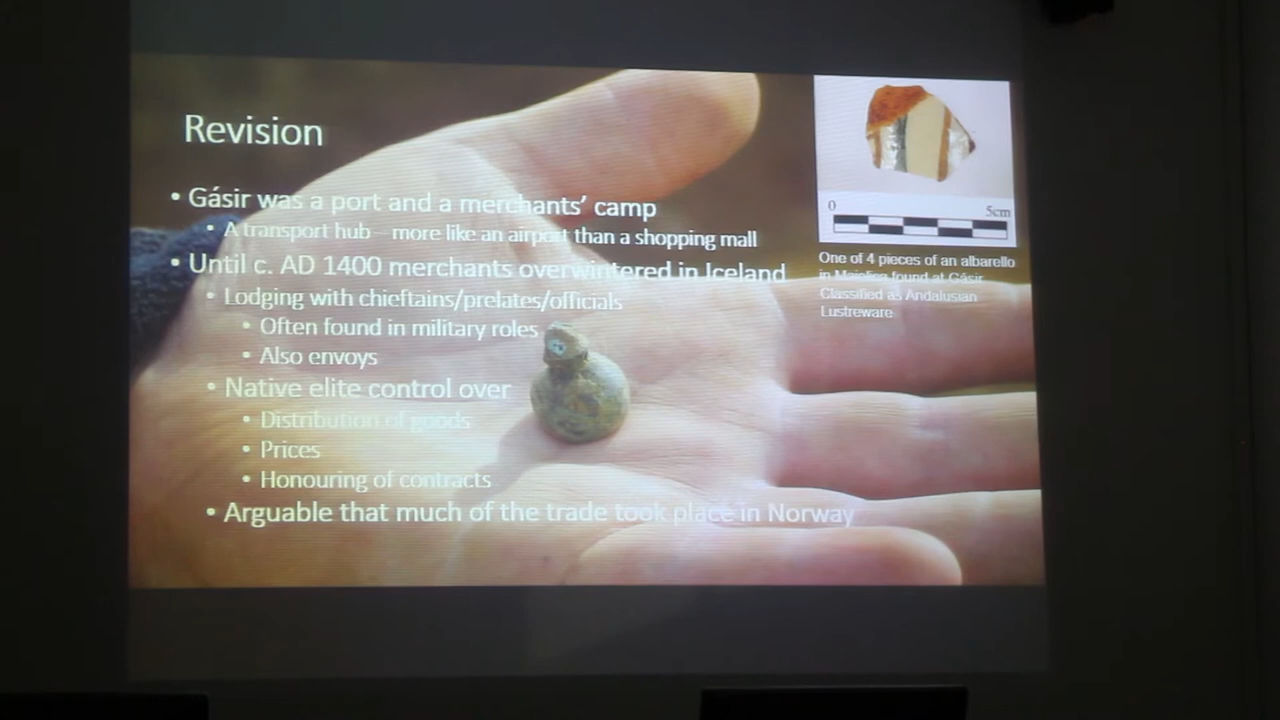 Revision
• Gásir was a port and a merchants’ camp
• A transport hub – more like an airport than a shopping mall
• Until c. AD 1400 merchants overwintered in Iceland
• Lodging with chieftains/prelates/officials
• Often found in military roles
• Also envoys
• Native elite control over
• Distribution of goods
• Prices
• Honouring of contracts
• Arguable that much of the trade took place in Norway
0 5cm
One of 4 pieces of an albarello
in Maiolica found at Gásir
Classified as Andalusian
Lustreware